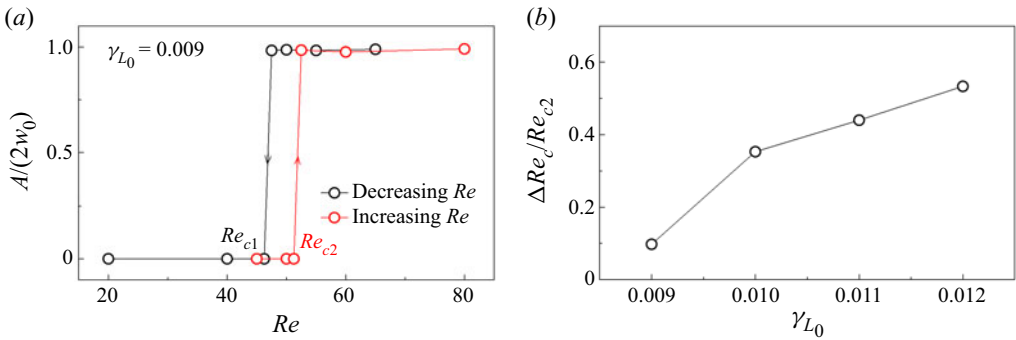 (a)
γL0 = 0.009
1.0
0.5
0
A/(2w0)
Decreasing Re
Increasing Re
Rec1
Rec2
20
40
60
80
Re
(b)
0.6
0.4
0.2
0
ΔRec/Rec2
0.009
0.010
0.011
0.012
γL0